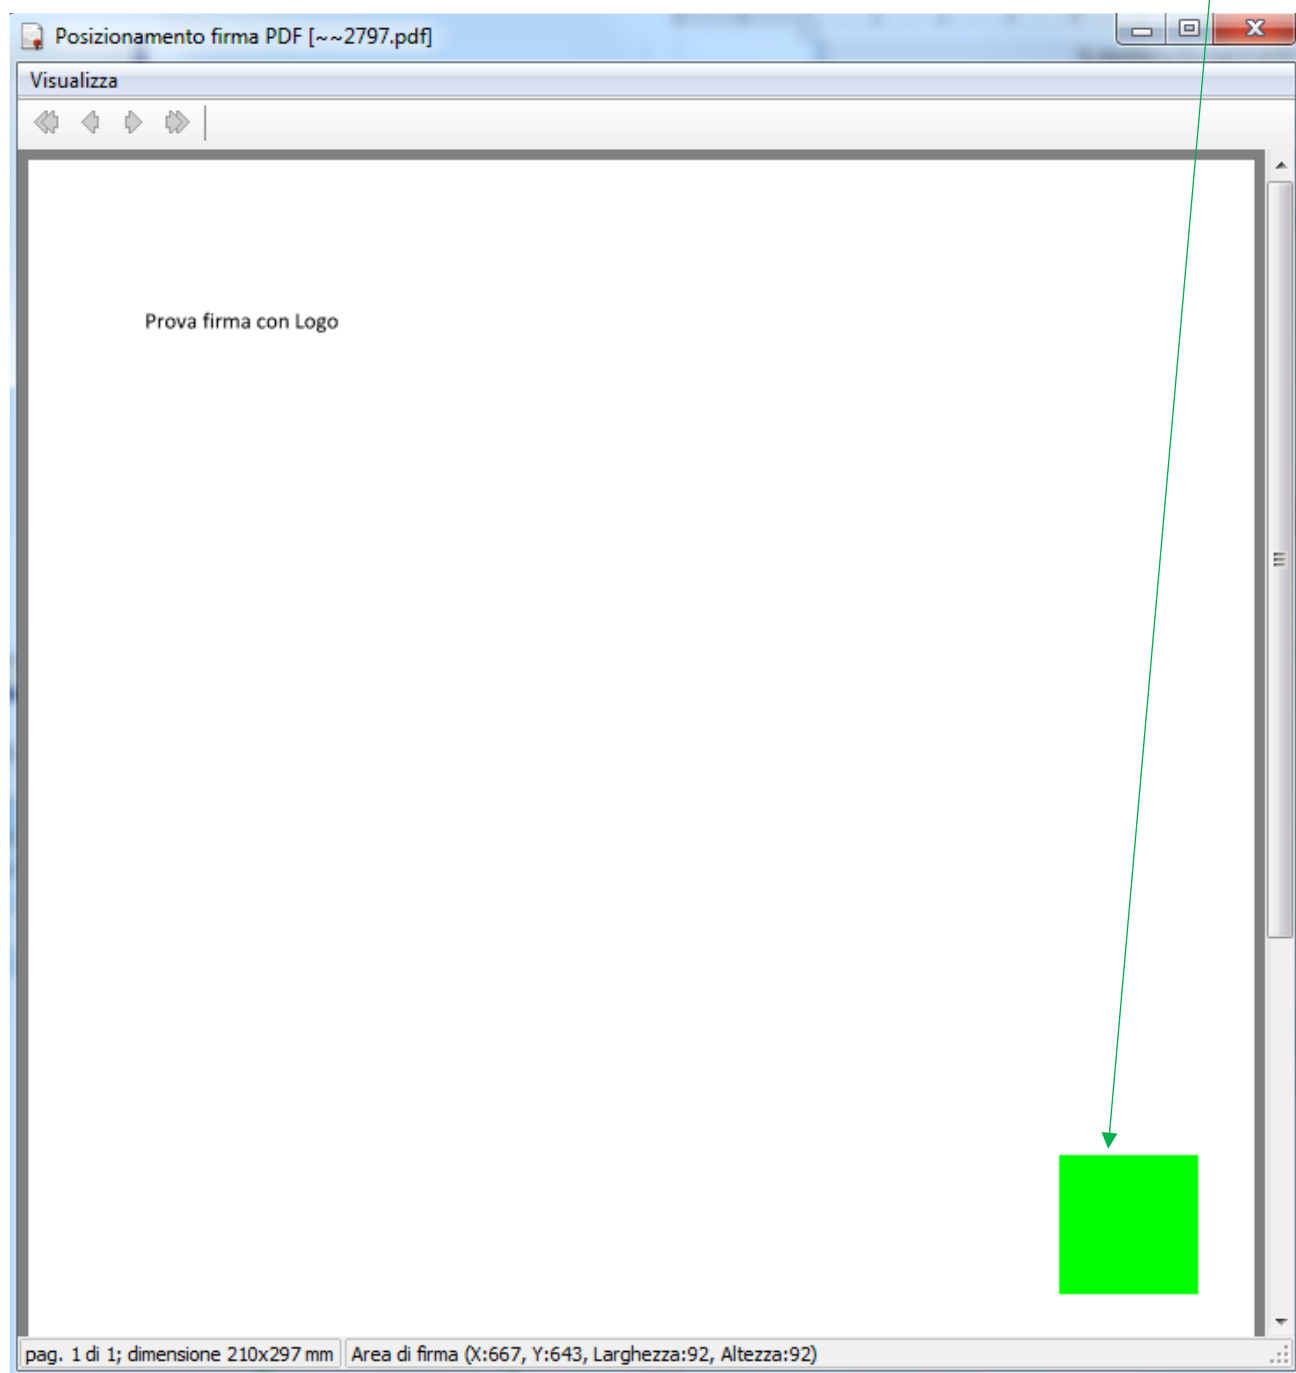 Posizionamento firma PDF [~~2797.pdf]
Visualizza
Prova firma con Logo
pag. 1 di 1; dimensione 210x297 mm
Area di firma (X:667, Y:643, Larghezza:92, Altezza:92)